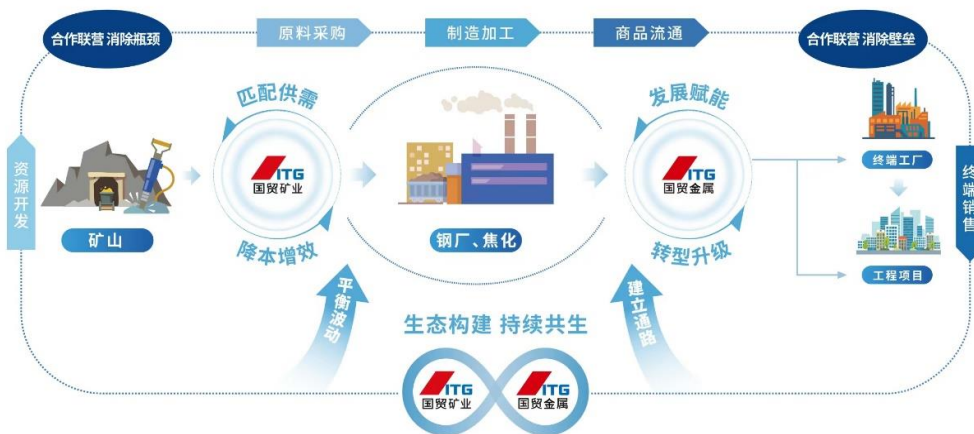 合作联营 消除瓶颈
原料采购
制造加工
商品流通
合作联营 消除壁垒
资源开发
矿山
匹配供需
ITG
国贸矿业
降本增效
钢厂、焦化
发展赋能
ITG
国贸金属
转型升级
终端工厂
工程项目
终端销售
平衡波动
建立通路
生态构建 持续共生
ITG
国贸矿业
ITG
国贸金属